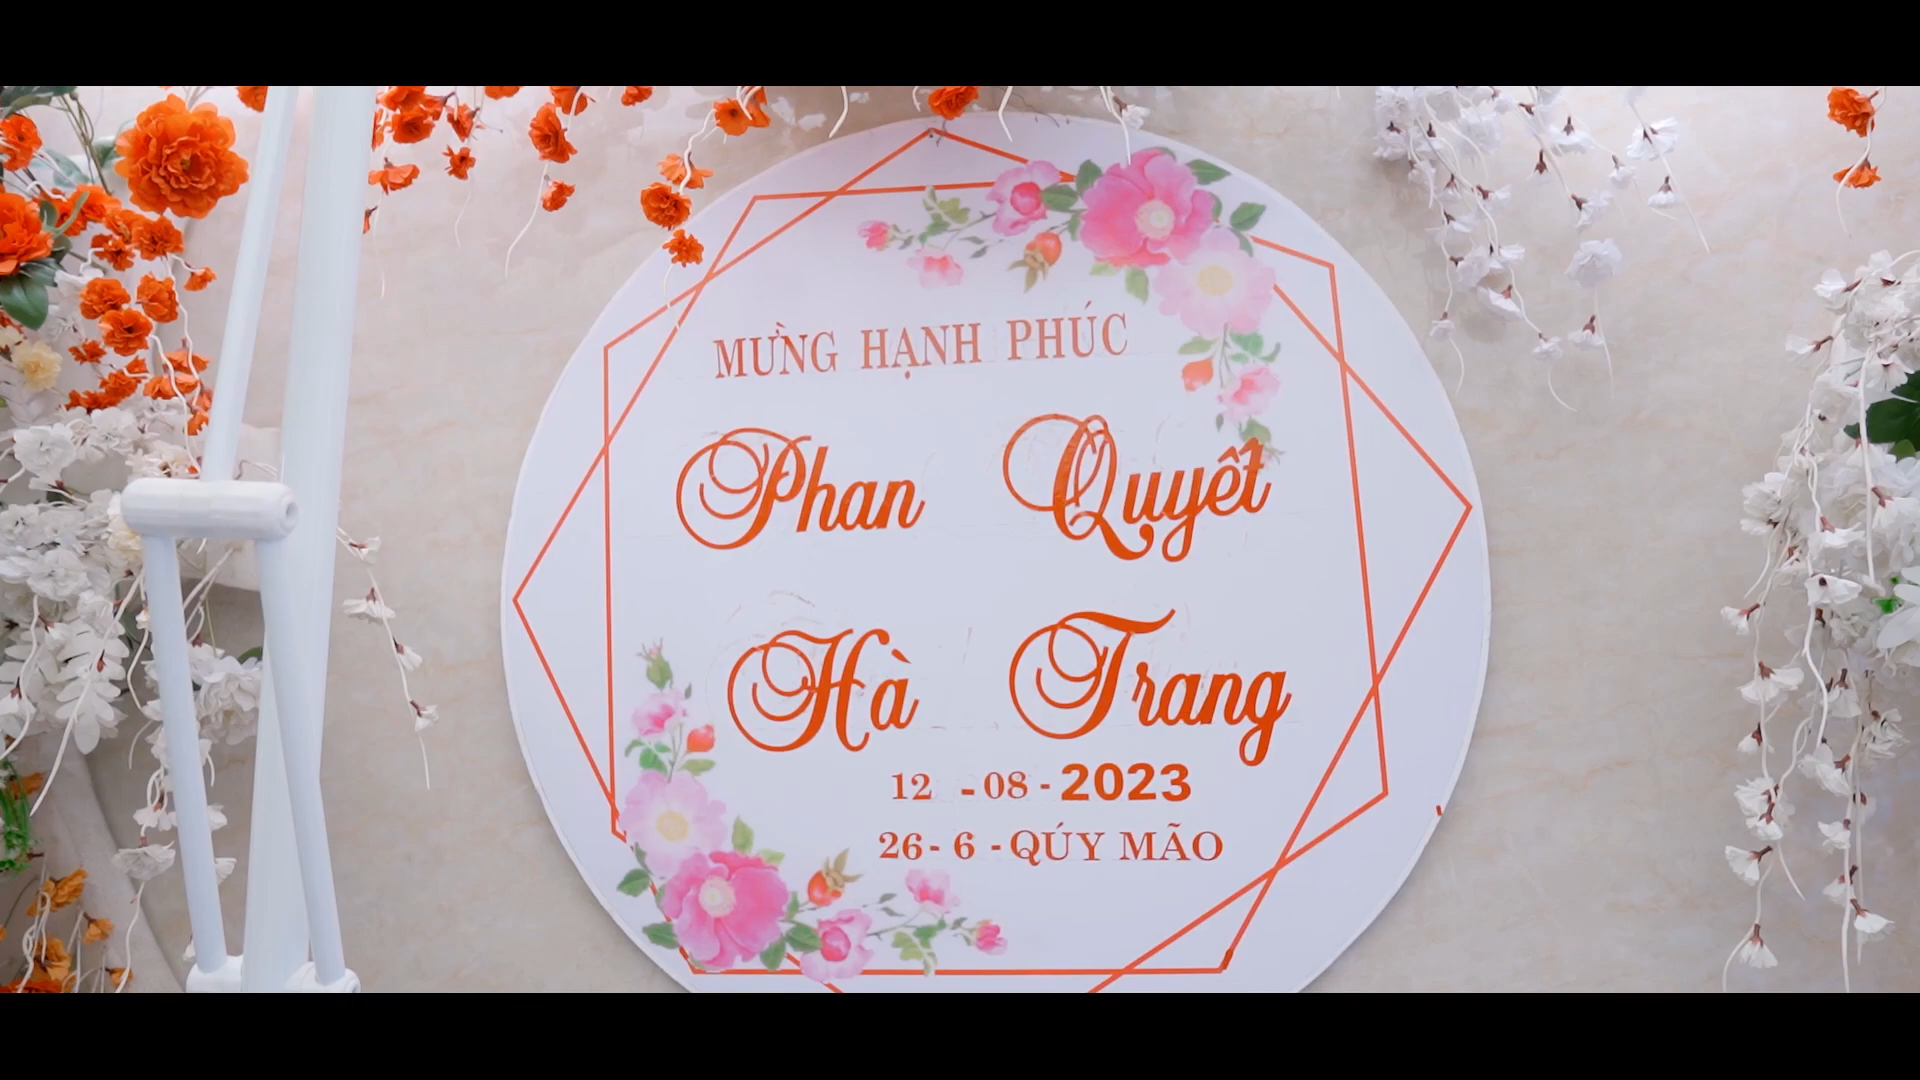 MỪNG HẠNH PHÚC
Phan Quyết
Hà Trang
12 -08-2023
26-6-QÚY MÃO